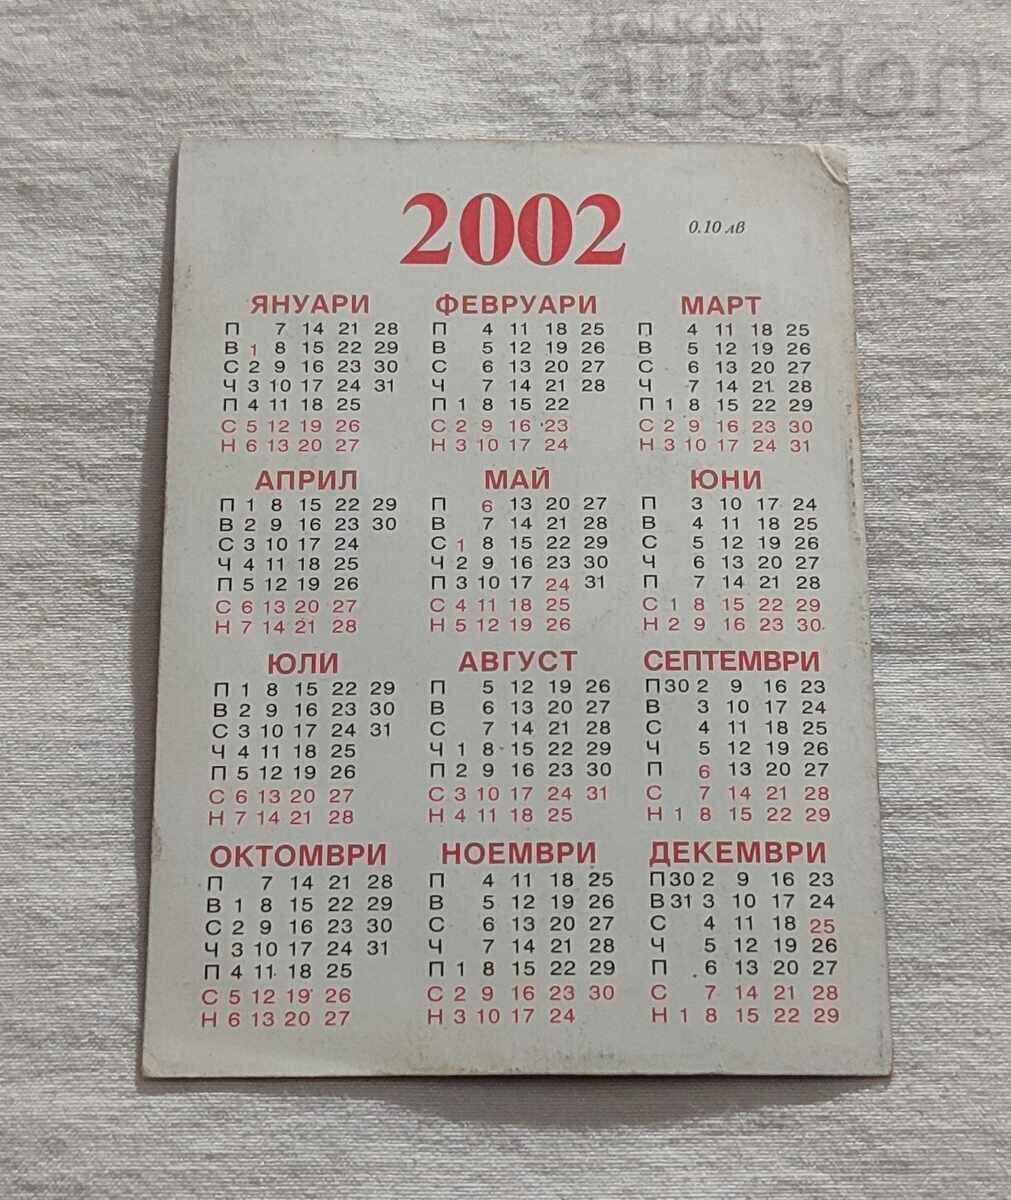 БАЛКАН
auction
2002 0.10 лв
ЯНУАРИ ФЕВРУАРИ МАРТ
П 7 14 21 28 П 4 11 18 25 П 4 11 18 25
В 1 8 15 22 29 В 5 12 19 26 В 5 12 19 26
С 2 9 16 23 30 С 6 13 20 27 С 6 13 20 27
Ч 3 10 17 24 31 Ч 7 14 21 28 Ч 7 14 21 28
П 4 11 18 25 П 1 8 15 22 П 1 8 15 22 29
С 5 12 19 26 С 2 9 16 23 С 2 9 16 23 30
Н 6 13 20 27 Н 3 10 17 24 Н 3 10 17 24 31
АПРИЛ МАЙ ЮНИ
П 1 8 15 22 29 П 6 13 20 27 П 3 10 17 24
В 2 9 16 23 30 В 7 14 21 28 В 4 11 18 25
С 3 10 17 24 С 1 8 15 22 29 С 5 12 19 26
Ч 4 11 18 25 Ч 2 9 16 23 30 Ч 6 13 20 27
П 5 12 19 26 П 3 10 17 24 31 П 7 14 21 28
С 6 13 20 27 С 4 11 18 25 С 1 8 15 22 29
Н 7 14 21 28 Н 5 12 19 26 Н 2 9 16 23 30
ЮЛИ АВГУСТ СЕПТЕМВРИ
П 1 8 15 22 29 П 5 12 19 26 П 30 2 9 16 23
В 2 9 16 23 30 В 6 13 20 27 В 3 10 17 24
С 3 10 17 24 31 С 7 14 21 28 С 4 11 18 25
Ч 4 11 18 25 Ч 1 8 15 22 29 Ч 5 12 19 26
П 5 12 19 26 П 2 9 16 23 30 П 6 13 20 27
С 6 13 20 27 С 3 10 17 24 31 С 7 14 21 28
Н 7 14 21 28 Н 4 11 18 25 Н 1 8 15 22 29
ОКТОМВРИ НОЕМВРИ ДЕКЕМВРИ
П 7 14 21 28 П 4 11 18 25 П 30 2 9 16 23
В 1 8 15 22 29 В 5 12 19 26 В 31 3 10 17 24
С 2 9 16 23 30 С 6 13 20 27 С 4 11 18 25
Ч 3 10 17 24 31 Ч 7 14 21 28 Ч 5 12 19 26
П 4 11 18 25 П 1 8 15 22 29 П 6 13 20 27
С 5 12 19 26 С 2 9 16 23 30 С 7 14 21 28
Н 6 13 20 27 Н 3 10 17 24 Н 1 8 15 22 29